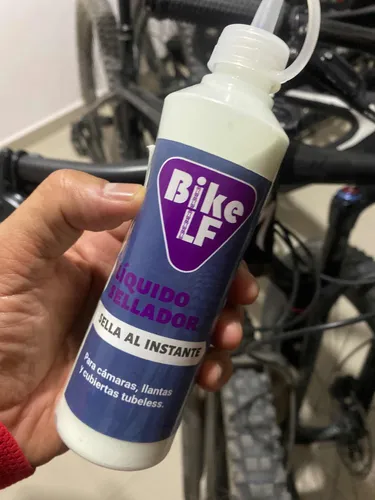 Bike
LF
LÍQUIDO
SELLADOR
SELLA AL INSTANTE
Para cámaras, llantas
y cubiertas tubeless.